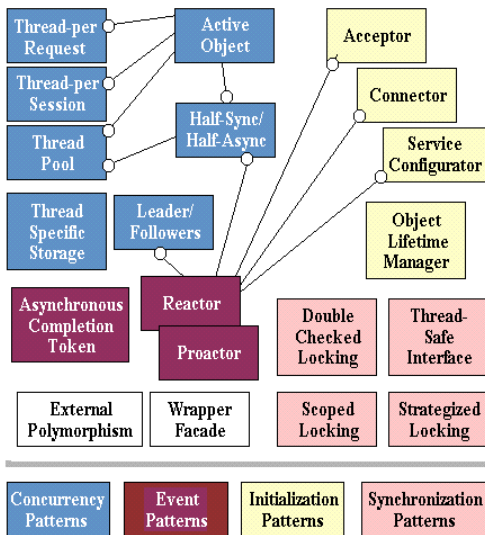 Thread-per
Request
Active
Object
Acceptor
Thread-per
Session
Connector
Thread
Pool
Half-Sync/
Half-Async
Service
Configurator
Thread
Specific
Storage
Leader/
Followers
Object
Lifetime
Manager
Asynchronous
Completion
Token
Reactor
Proactor
Double
Checked
Locking
Thread-
Safe
Interface
External
Polymorphism
Wrapper
Facade
Scoped
Locking
Strategized
Locking
Concurrency
Patterns
Event
Patterns
Initialization
Patterns
Synchronization
Patterns